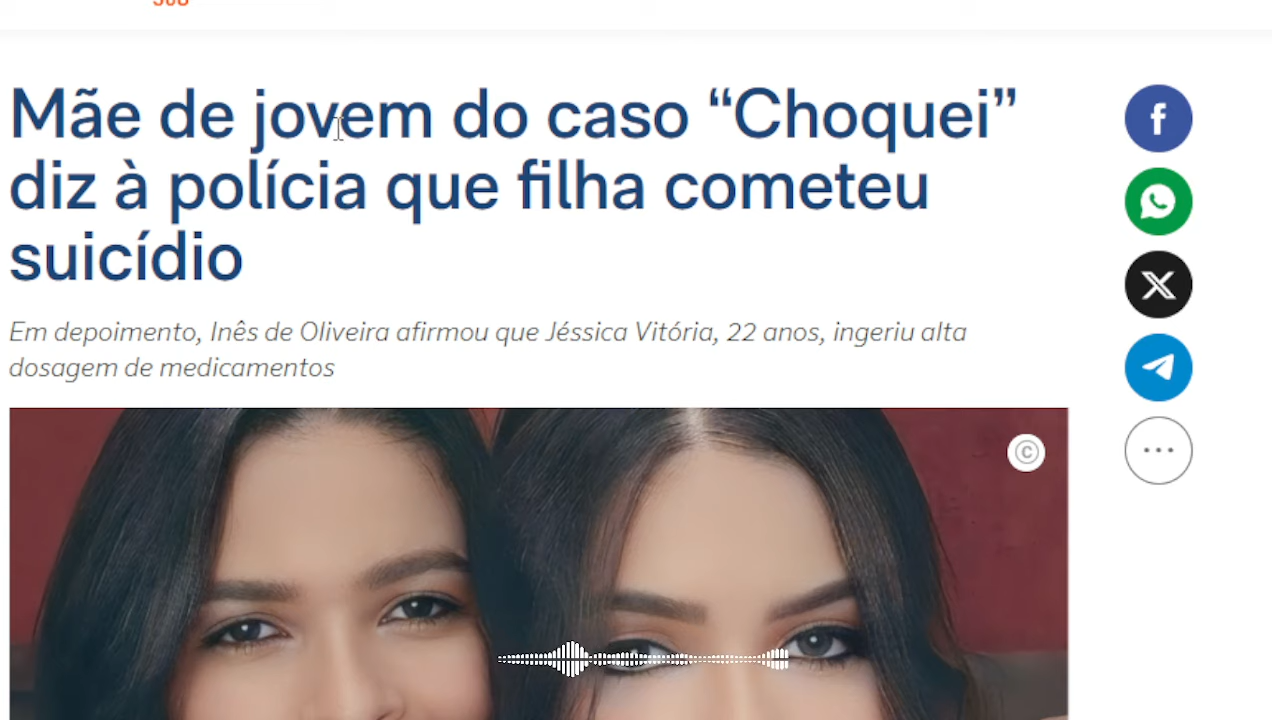 Mãe de jovem do caso “Choquei”
diz à polícia que filha cometeu
suicídio
Em depoimento, Inês de Oliveira afirmou que Jéssica Vitória, 22 anos, ingeriu alta
dosagem de medicamentos